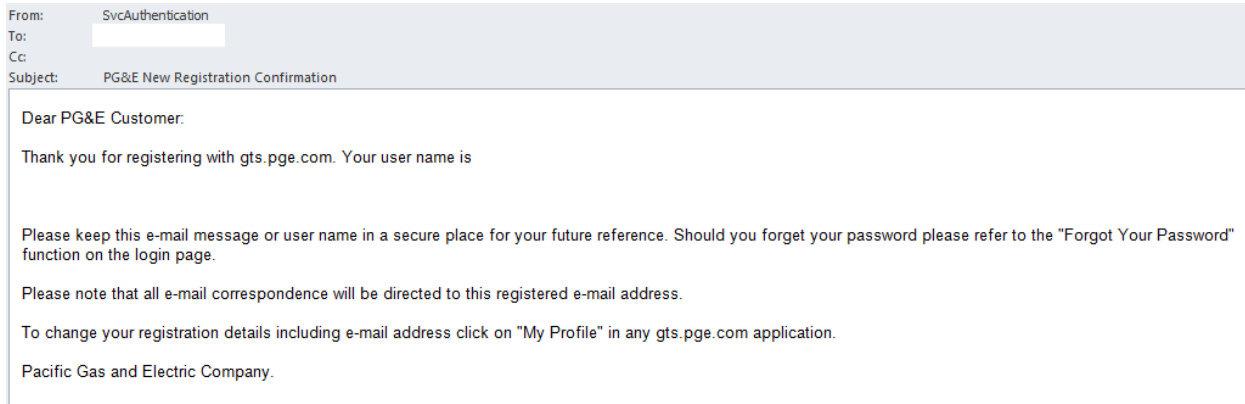 From: SvcAuthentication
To:
Cc:
Subject: PG&E New Registration Confirmation
Dear PG&E Customer:
Thank you for registering with gts.pge.com. Your user name is
Please keep this e-mail message or user name in a secure place for your future reference. Should you forget your password please refer to the "Forgot Your Password"
function on the login page.
Please note that all e-mail correspondence will be directed to this registered e-mail address.
To change your registration details including e-mail address click on "My Profile" in any gts.pge.com application.
Pacific Gas and Electric Company.